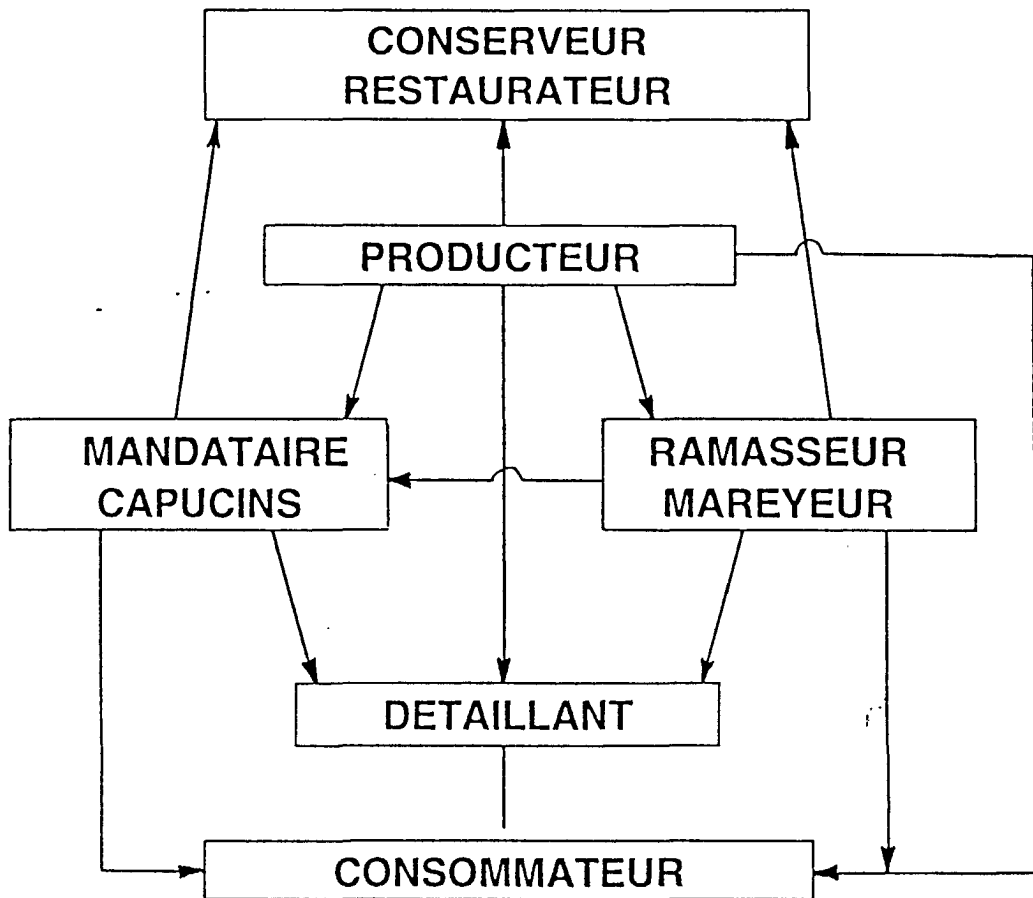 CONSERVEUR
RESTAURATEUR
PRODUCTEUR
MANDATAIRE
CAPUCINS
RAMASSEUR
MAREYEUR
DETAILLANT
CONSOMMATEUR